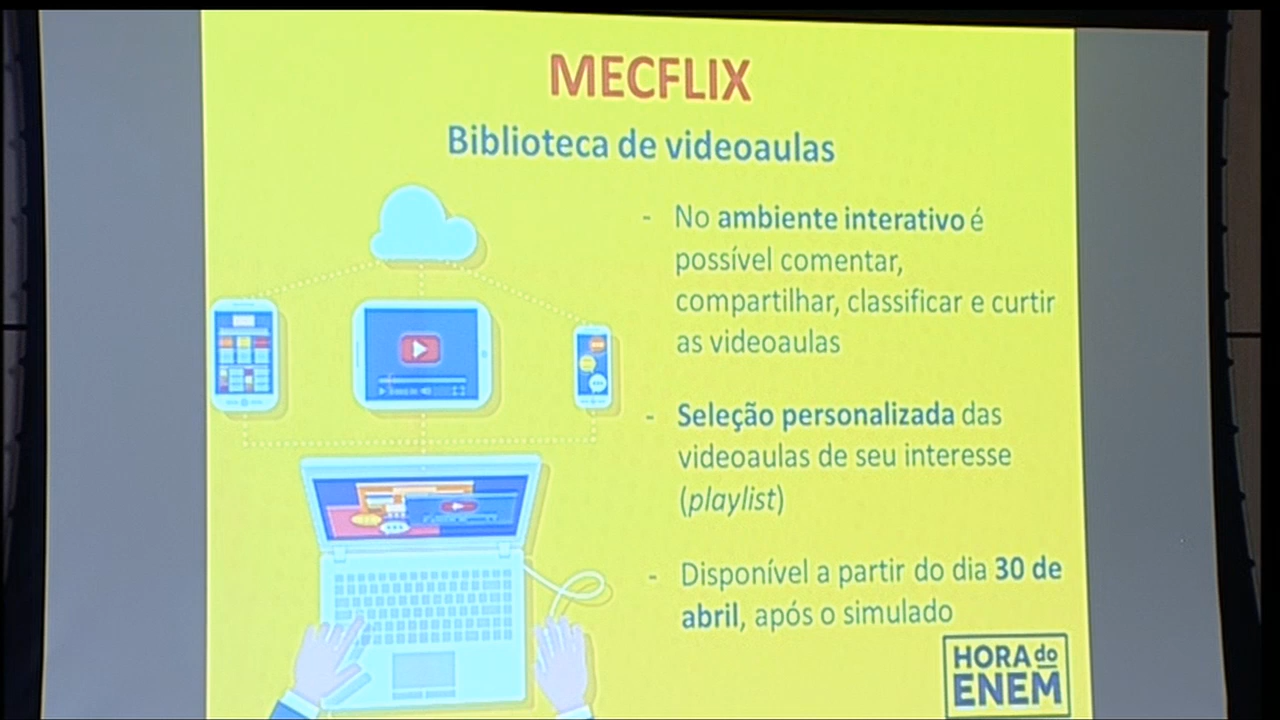 MECFLIX
Biblioteca de videoaulas
- No ambiente interativo é
possível comentar,
compartilhar, classificar e curtir
as videoaulas
- Seleção personalizada das
videoaulas de seu interesse
(playlist)
- Disponível a partir do dia 30 de
abril, após o simulado
HORA do
ENEM